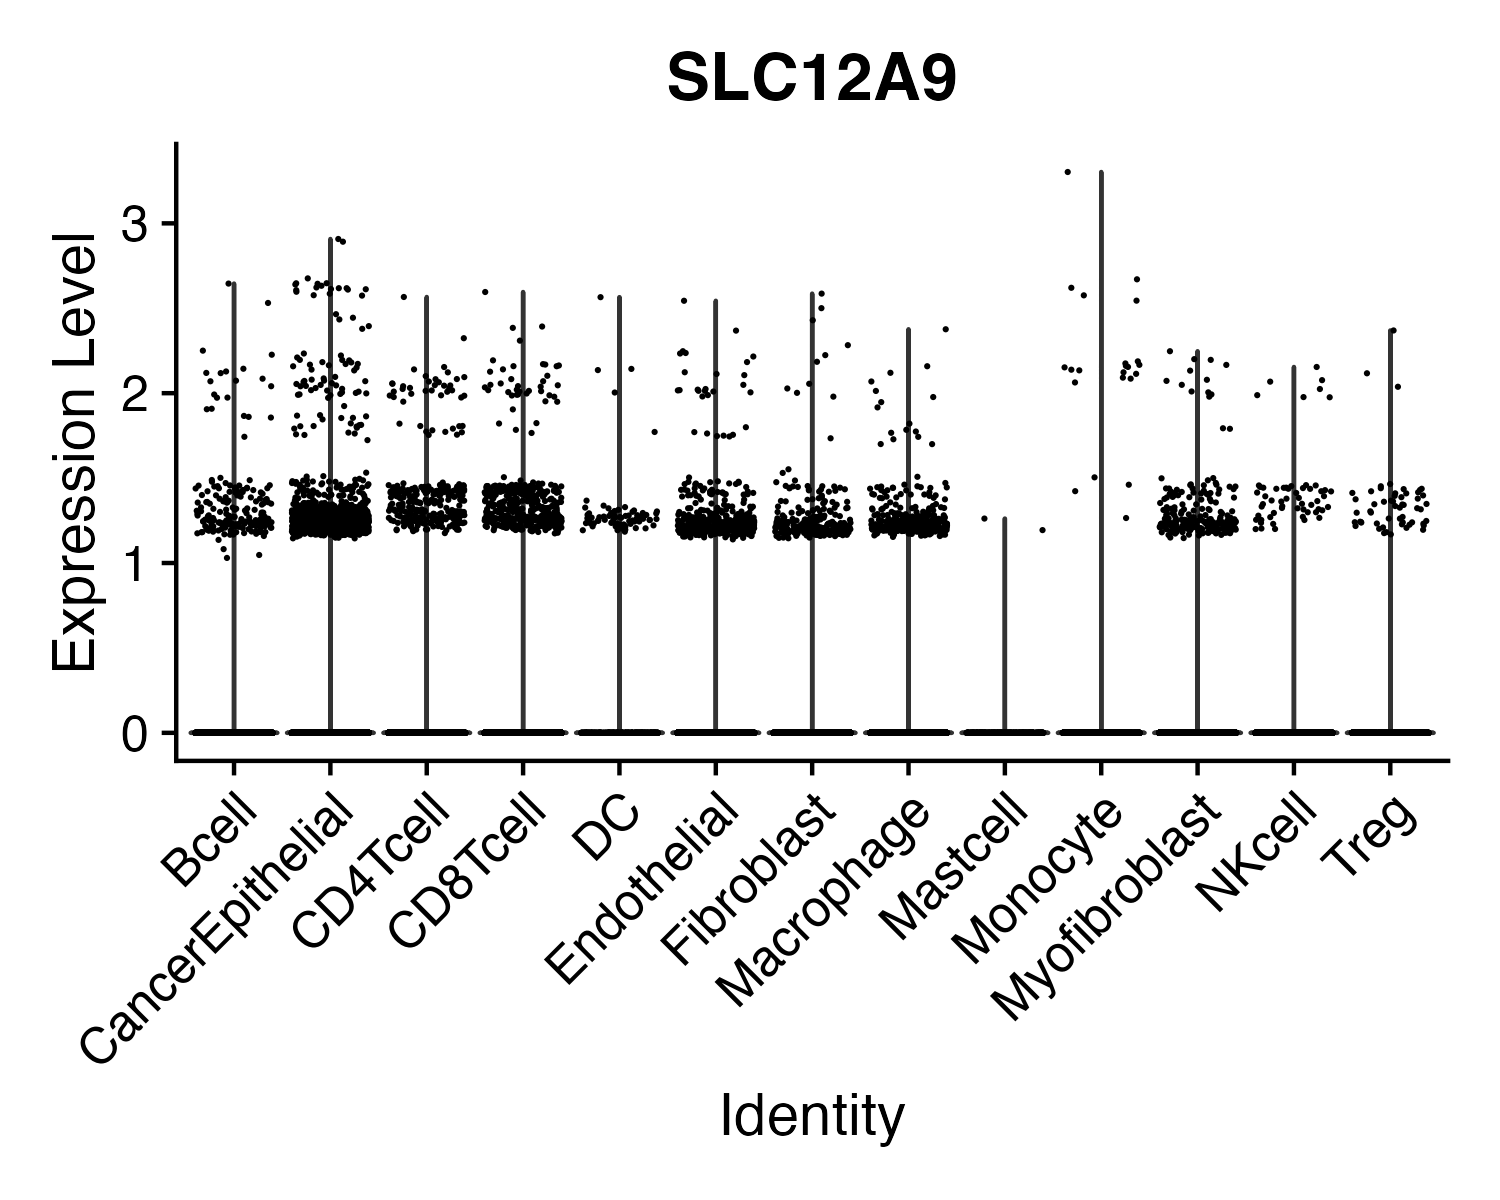 SLC12A9
Expression Level
3
2
1
0
Bcell
CancerEpithelial
CD4Tcell
CD8Tcell
DC
Endothelial
Fibroblast
Macrophage
Mastcell
Monocyte
Myofibroblast
NKcell
Treg
Identity